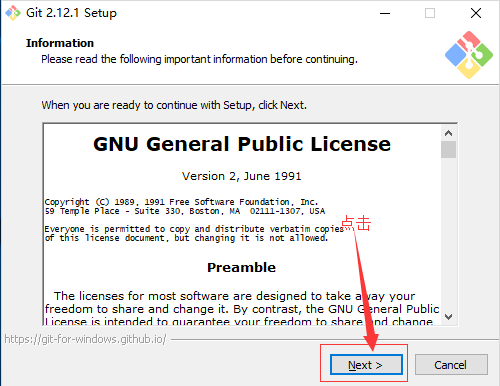 Git 2.12.1 Setup
Information
Please read the following important information before continuing.
When you are ready to continue with Setup, click Next.
GNU General Public License
Version 2, June 1991
Copyright (C) 1989, 1991 Free Software Foundation, Inc.
59 Temple Place - Suite 330, Boston, MA  02111-1307, USA
Everyone is permitted to copy and distribute verbatim copies
of this license document, but changing it is not allowed.
点击
Preamble
The licenses for most software are designed to take away your
freedom to share and change it. By contrast, the GNU General Public
License is intended to guarantee your freedom to share and change
https://git-for-windows.github.io/
Next >
Cancel